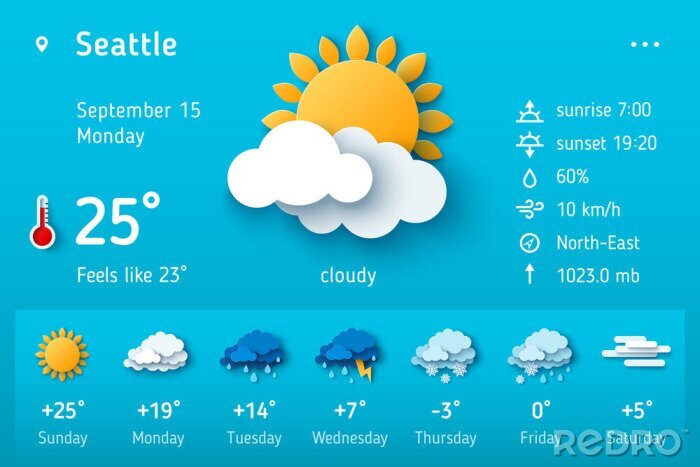 Seattle
September 15
Monday
25°
Feels like 23°
cloudy
sunrise 7:00
sunset 19:20
60%
10 km/h
North-East
1023.0 mb
+25° +19° +14° +7° -3° 0° +5°
Sunday Monday Tuesday Wednesday Thursday Friday Saturday
REDRO